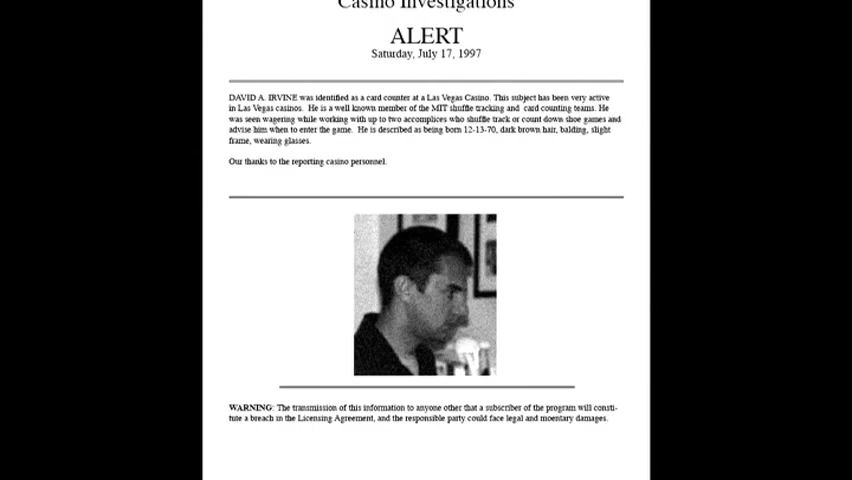 Casino Investigations
ALERT
Saturday, July 17, 1997
DAVID A. IRVINE was identified as a card counter at a Las Vegas Casino. This subject has been very active
in Las Vegas casinos. He is a well known member of the MIT shuffle tracking and card counting teams. He
was seen wagering while working with up to two accomplices who shuffle track or count down shoe games and
advise him when to enter the game. He is described as being born 12-13-70, dark brown hair, balding, slight
frame, wearing glasses.
Our thanks to the reporting casino personnel.
WARNING: The transmission of this information to anyone other that a subscriber of the program will consti-
tute a breach in the Licensing Agreement, and the responsible party could face legal and moentary damages.